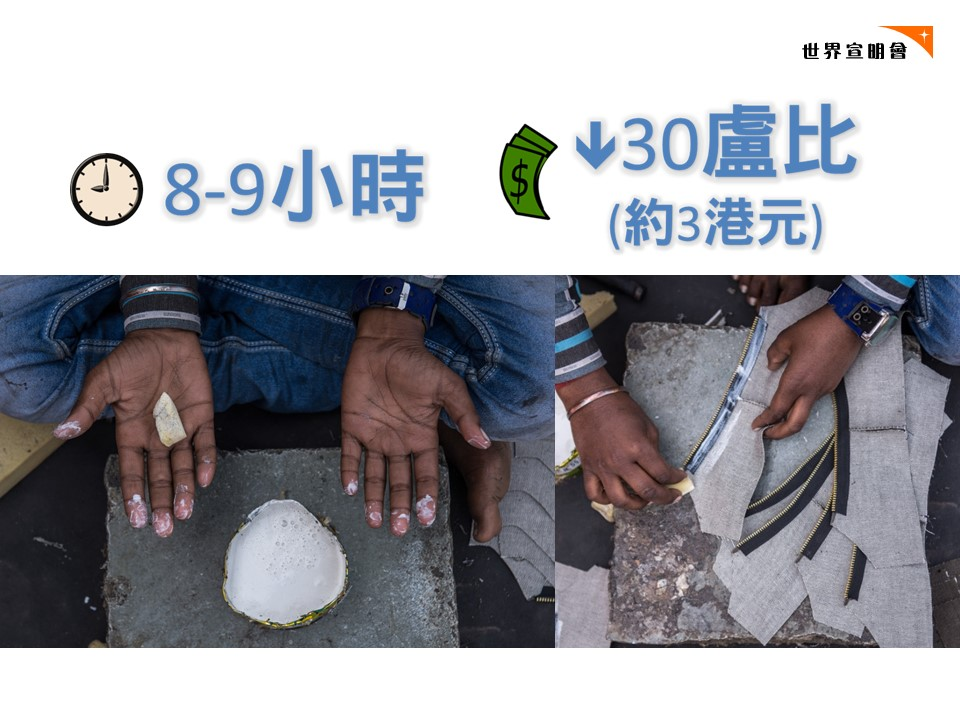 世界宣明會
8-9小時
$
↓30盧比
(約3港元)